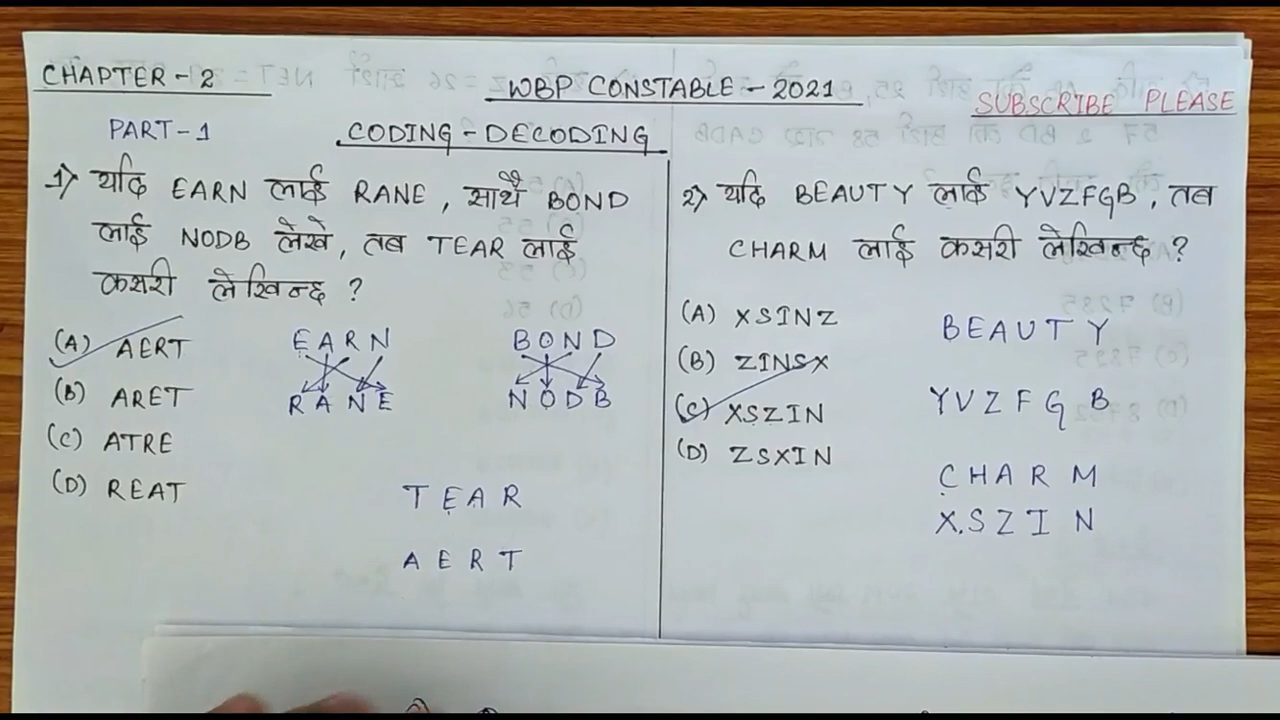 CHAPTER - 2
WBP CONSTABLE - 2021
SUBSCRIBE PLEASE
PART - 1
CODING - DECODING
1) यदि EARN लाई RANE, साथै BOND
लाई NODB लेखे, तब TEAR लाई
कसरी लेखिन्छ ?
(A) AERT
(B) ARET
(C) ATRE
(D) REAT
EARN
RANE
BOND
NODB
TEAR
AERT
2) यदि BEAUTY लाई YVZFGB, तब
CHARM लाई कसरी लेखिन्छ ?
(A) XSINZ
(B) ZINSX
(C) XSZIN
(D) ZSXIN
BEAUTY
YVZFGB
CHARM
X.SZIN